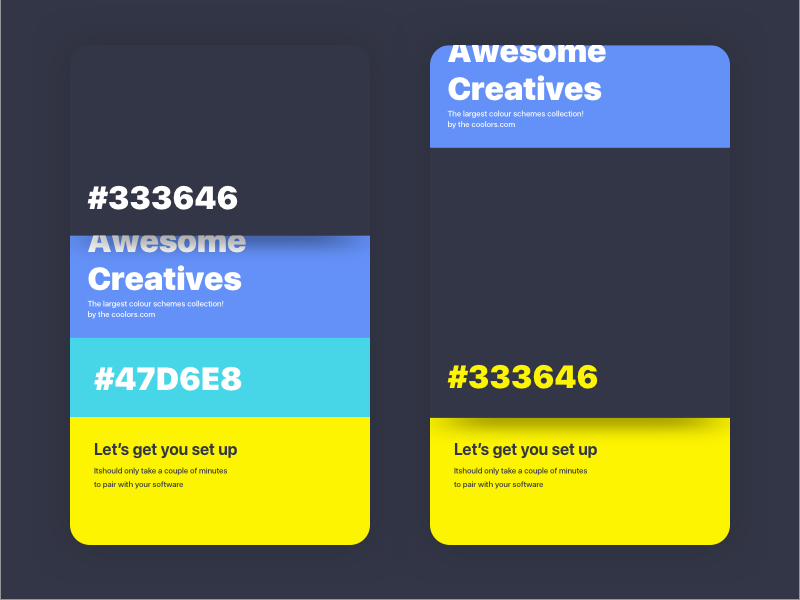 #333646
Awesome
Creatives
The largest colour schemes collection!
by the coolors.com
#47D6E8
Let's get you set up
Itshould only take a couple of minutes
to pair with your software
Awesome
Creatives
The largest colour schemes collection!
by the coolors.com
#333646
Let's get you set up
Itshould only take a couple of minutes
to pair with your software